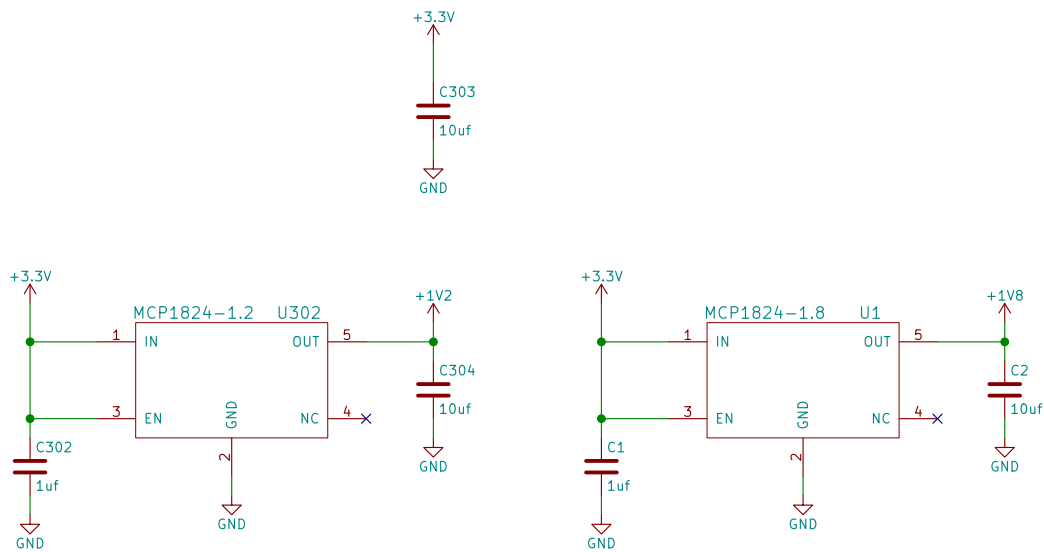 +3.3V
C303
10uf
GND
+3.3V
MCP1824-1.2 U302
1 IN
OUT 5
3 EN
GND
NC 4
2
GND
C302
1uf
GND
+1V2
C304
10uf
GND
+3.3V
MCP1824-1.8 U1
1 IN
OUT 5
3 EN
GND
NC 4
2
GND
C1
1uf
GND
+1V8
C2
10uf
GND